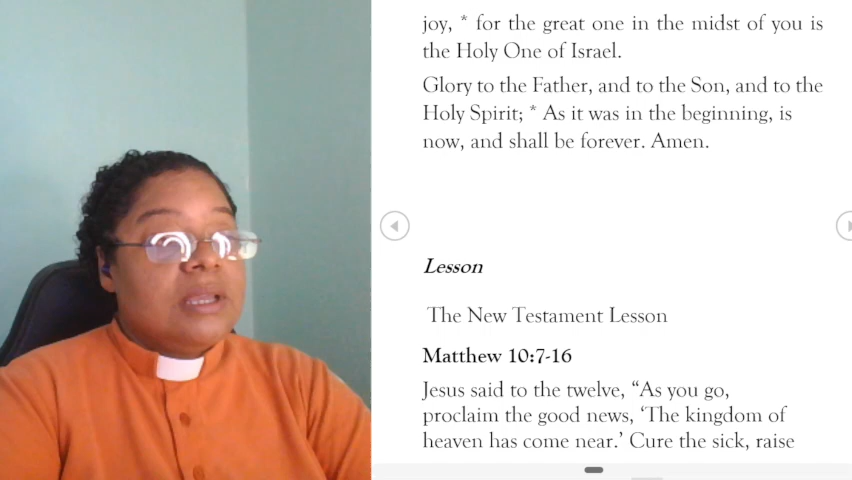 joy, * for the great one in the midst of you is
the Holy One of Israel.
Glory to the Father, and to the Son, and to the
Holy Spirit; * As it was in the beginning, is
now, and shall be forever. Amen.
Lesson
The New Testament Lesson
Matthew 10:7-16
Jesus said to the twelve, “As you go,
proclaim the good news, ‘The kingdom of
heaven has come near.’ Cure the sick, raise